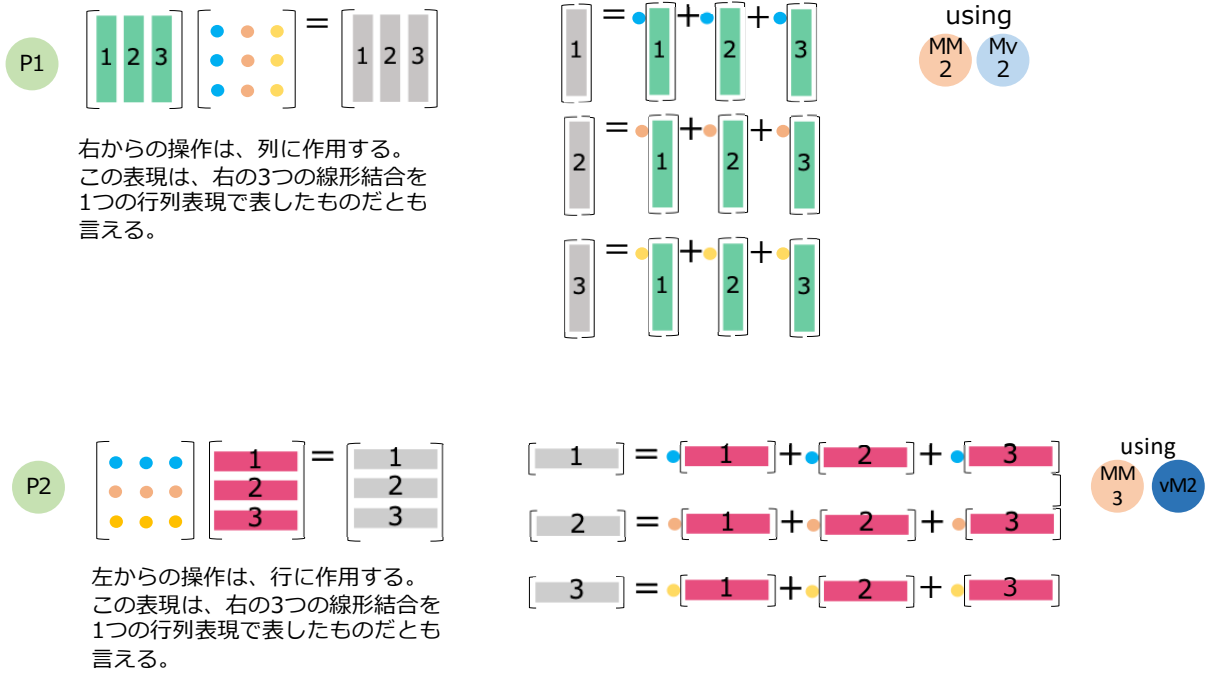 P1
1 2 3 = 1 2 3
1 = 1 + 2 + 3
2 = 1 + 2 + 3
3 = 1 + 2 + 3
using
MM
2
Mv
2
右からの操作は、列に作用する。
この表現は、右の3つの線形結合を
1つの行列表現で表したものだとも
言える。
P2
1
2
3
=
1
2
3
1 = 1 + 2 + 3
2 = 1 + 2 + 3
3 = 1 + 2 + 3
using
MM
3
vM2
左からの操作は、行に作用する。
この表現は、右の3つの線形結合を
1つの行列表現で表したものだとも
言える。